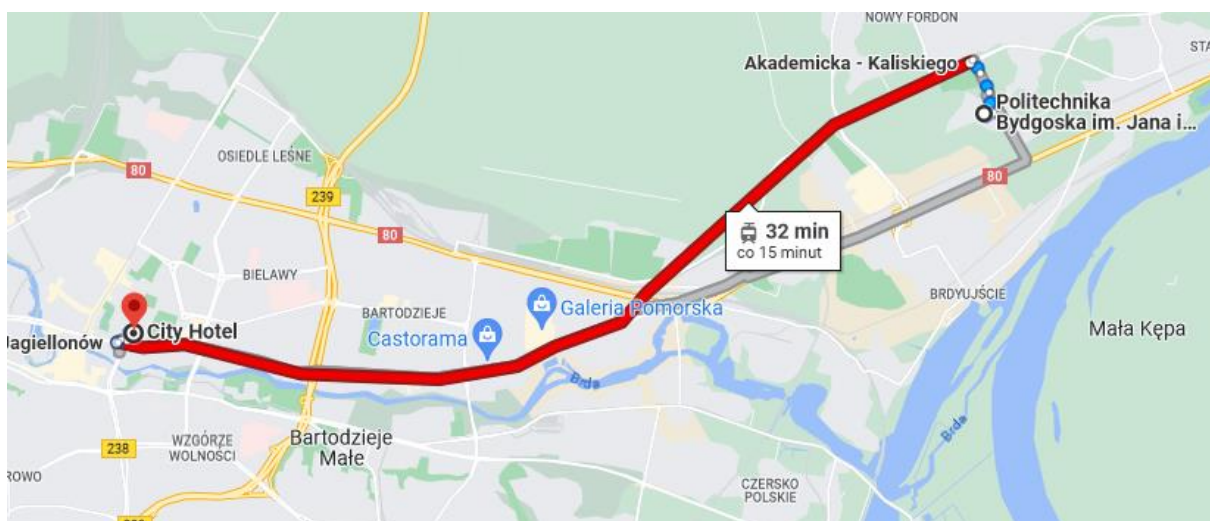 NOWY FORDON
STA
Akademicka - Kaliskiego
Politechnika
Bydgoska im. Jana i...
OSIEDLE LEŚNE
80
239
80
80
32 min
co 15 minut
BIELAWY
BRDYUJŚCIE
BARTODZIEJE
Galeria Pomorska
Mała Kępa
City Hotel
Jagiellonów
Castorama
Brda
Brda
238
WZGÓRZE
WOLNOŚCI
Bartodzieje
Małe
ROWO
CZERSKO
POLSKIE